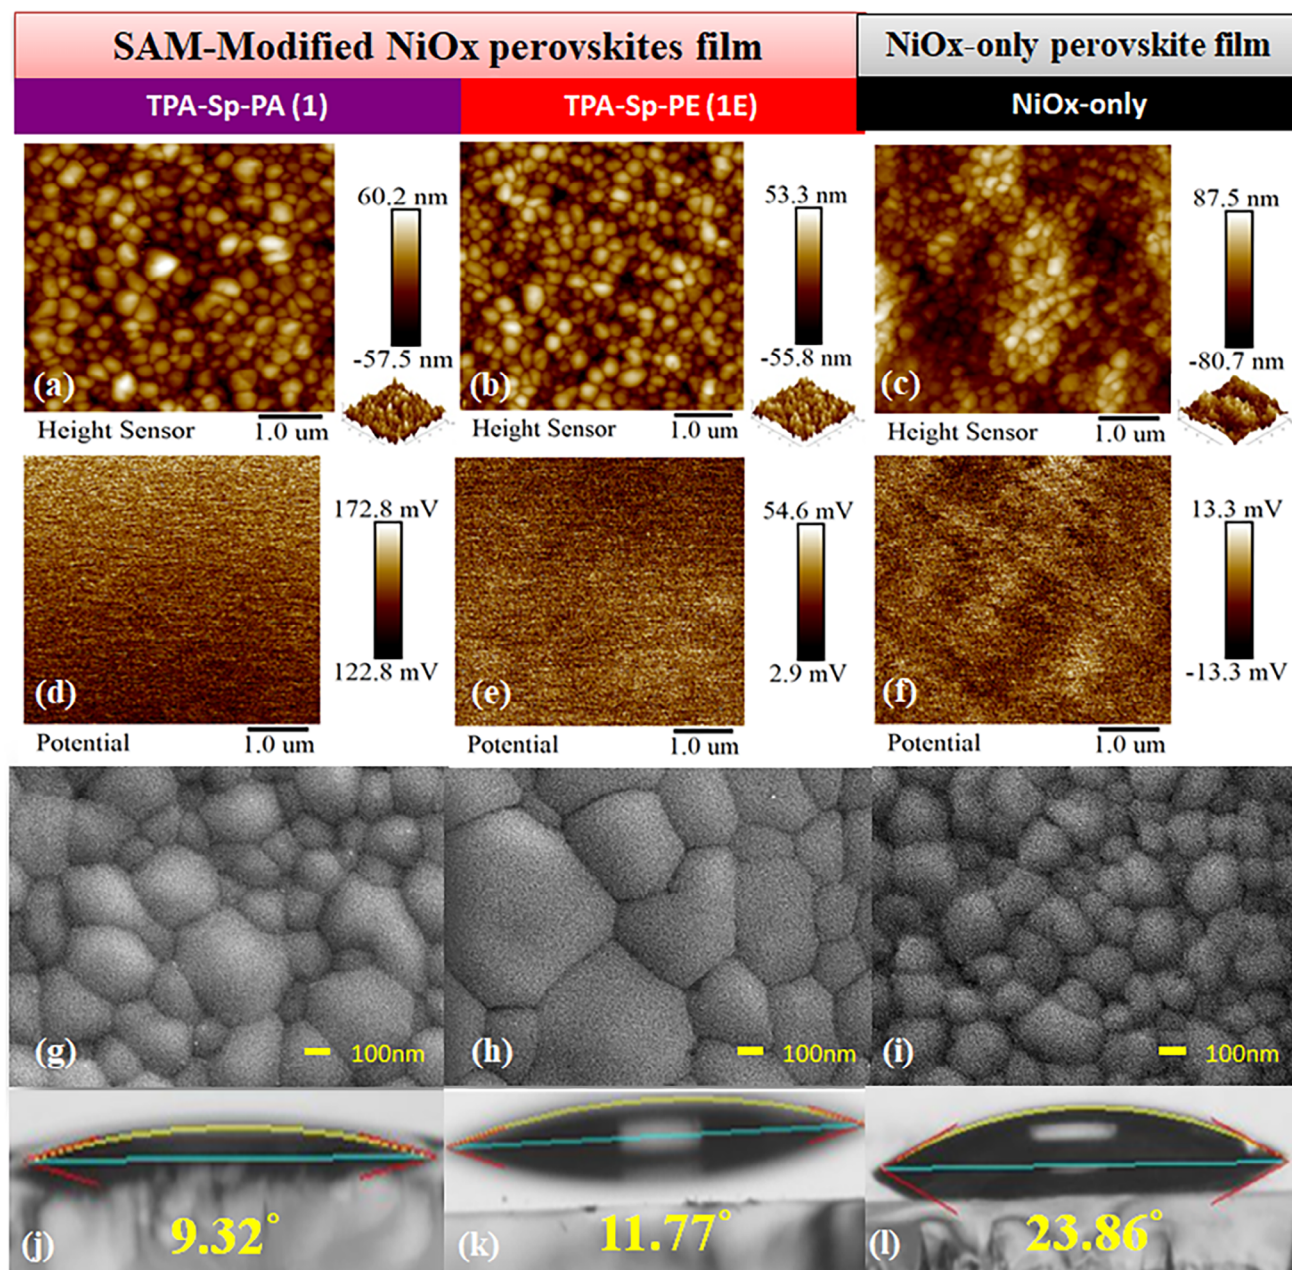 SAM-Modified NiOx perovskites film
NiOx-only perovskite film
TPA-Sp-PA (1)
TPA-Sp-PE (1E)
NiOx-only
60.2 nm
-57.5 nm
(a)
Height Sensor
1.0 um
53.3 nm
-55.8 nm
(b)
Height Sensor
1.0 um
87.5 nm
-80.7 nm
(c)
Height Sensor
1.0 um
172.8 mV
122.8 mV
(d)
Potential
1.0 um
54.6 mV
2.9 mV
(e)
Potential
1.0 um
13.3 mV
-13.3 mV
(f)
Potential
1.0 um
(g)
100nm
(h)
100nm
(i)
100nm
(j)
9.32°
(k)
11.77°
(l)
23.86°